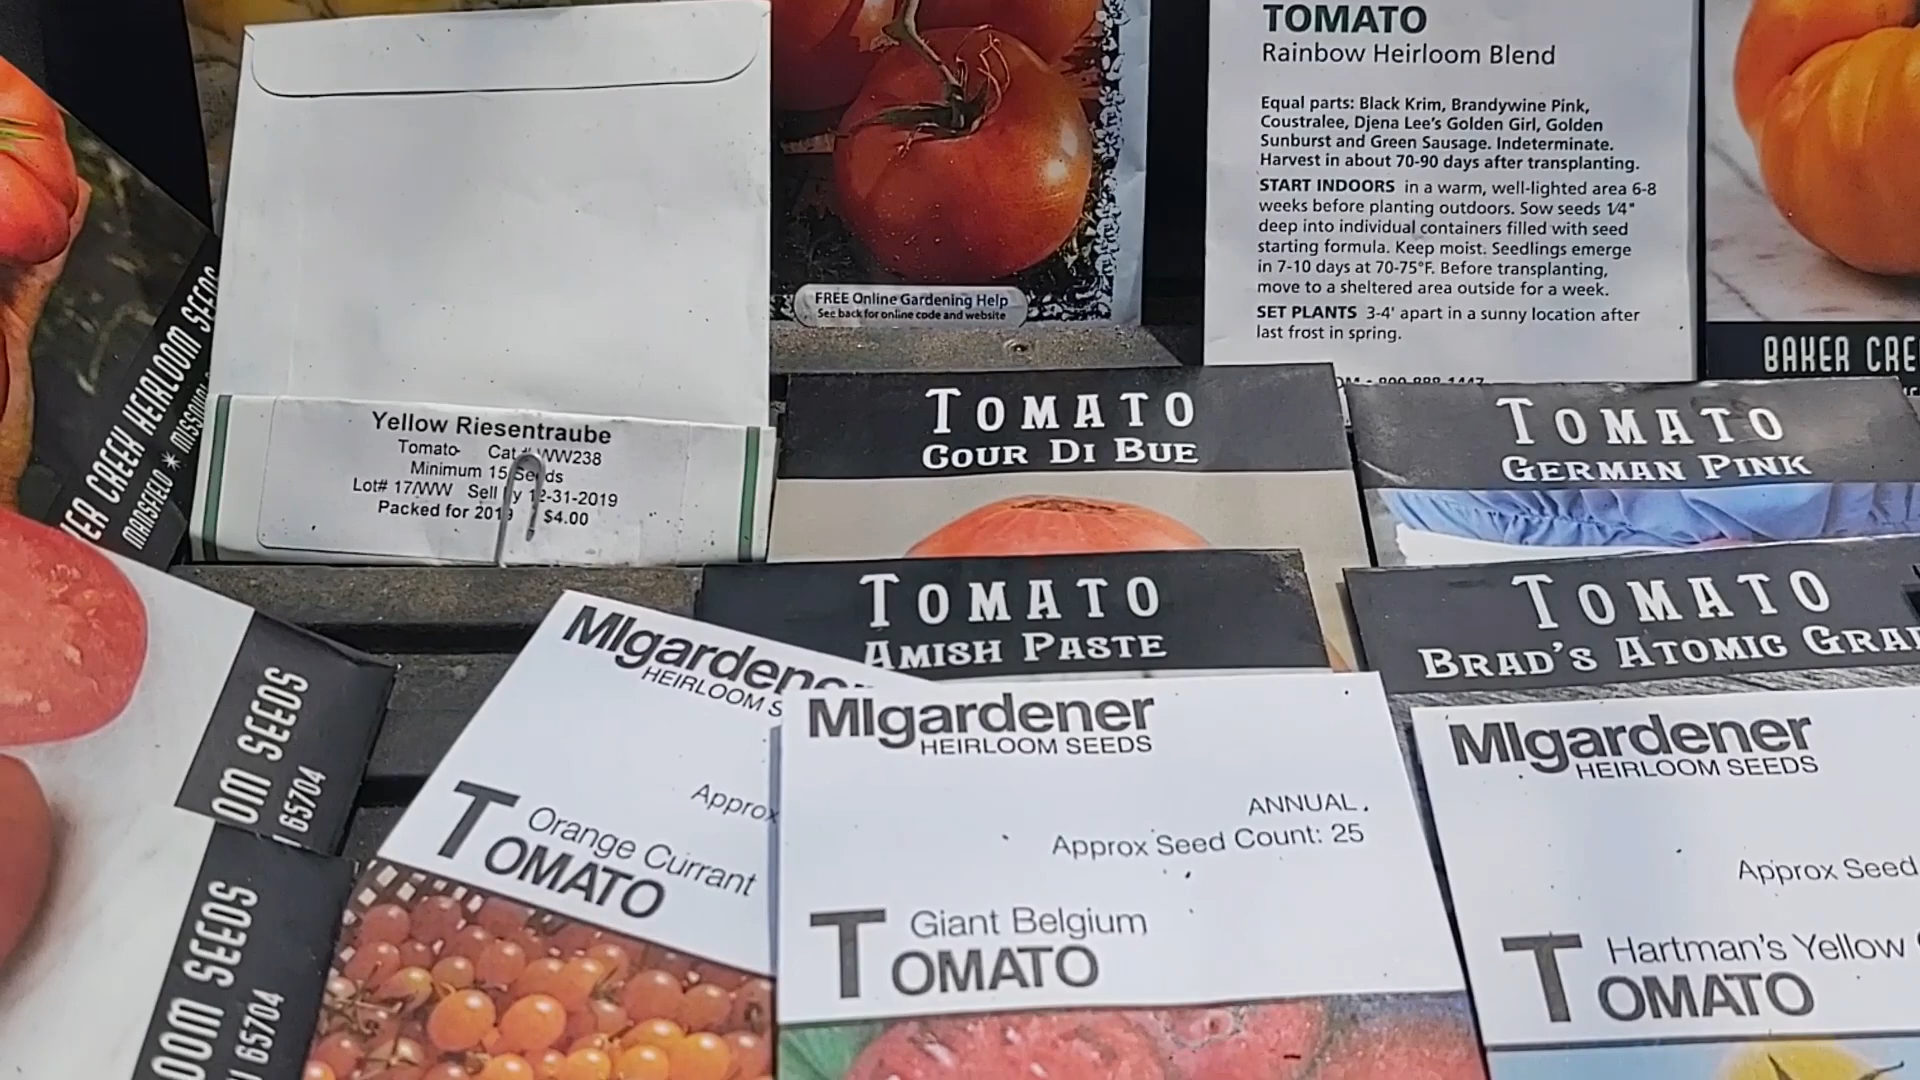 TOMATO
Rainbow Heirloom Blend
Equal parts: Black Krim, Brandywine Pink,
Coustralee, Djena Lee's Golden Girl, Golden
Sunburst and Green Sausage. Indeterminate.
Harvest in about 70-90 days after transplanting.
START INDOORS in a warm, well-lighted area 6-8
weeks before planting outdoors. Sow seeds 1/4"
deep into individual containers filled with seed
starting formula. Keep moist. Seedlings emerge
in 7-10 days at 70-75°F. Before transplanting,
move to a sheltered area outside for a week.
SET PLANTS 3-4' apart in a sunny location after
last frost in spring.
FREE Online Gardening Help
See back for online code and website
BAKER CRE
ER CREEK HEIRLOOM SEEDS
MANSFIELD * MISSOURI
Yellow Riesentraube
Tomato Cat# WW238
Minimum 15 Seeds
Lot# 17/WW Sell by 12-31-2019
Packed for 2019 $4.00
TOMATO
COUR DI BUE
TOMATO
GERMAN PINK
TOMATO
AMISH PASTE
TOMATO
BRAD'S ATOMIC GRA
OM SEEDS
65704
OOM SEEDS
65704
MIgardener
HEIRLOOM S
Approx
Orange Currant
TOMATO
MIgardener
HEIRLOOM SEEDS
ANNUAL
Approx Seed Count: 25
Giant Belgium
TOMATO
MIgardener
HEIRLOOM SEEDS
Approx Seed
Hartman's Yellow
TOMATO